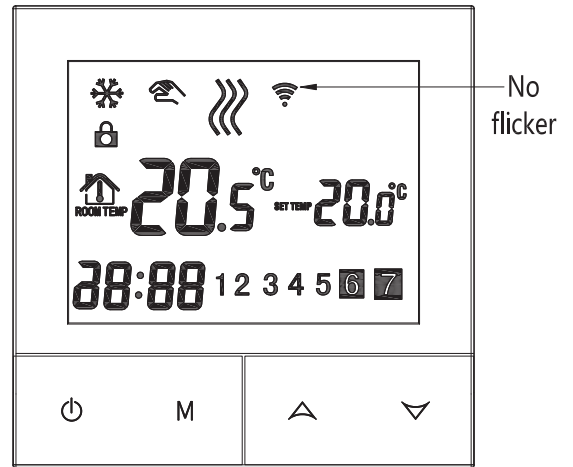 No
flicker
ROOM TEMP 20.5°C SET TEMP 20.0°C
88:88 1 2 3 4 5 6 7
M